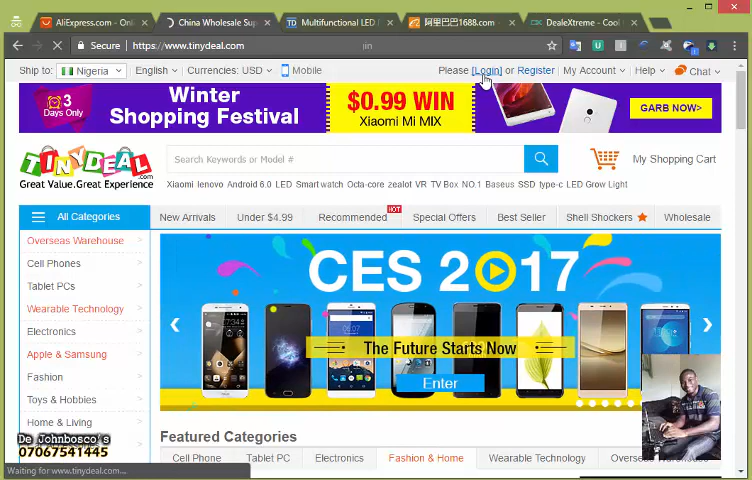 AliExpress.com - Onli
China Wholesale Sup
Multifunctional LED
阿里巴巴1688.com
DealeXtreme - Cool
Secure https://www.tinydeal.com
Ship to: Nigeria English Currencies: USD Mobile Please [Login] or Register My Account Help Chat
3 Days Only
Winter Shopping Festival
$0.99 WIN
Xiaomi Mi MIX
GARB NOW>
TINYDEAL.com
Great Value.Great Experience
Search Keywords or Model #
My Shopping Cart
Xiaomi lenovo Android 6.0 LED Smart watch Octa-core zealot VR TV Box NO.1 Baseus SSD type-c LED Grow Light
All Categories New Arrivals Under $4.99 Recommended HOT Special Offers Best Seller Shell Shockers Wholesale
Overseas Warehouse >
Cell Phones >
Tablet PCs >
Wearable Technology >
Electronics >
Apple & Samsung >
Fashion >
Toys & Hobbies >
Home & Living >
CES 2017
The Future Starts Now
Enter
Featured Categories
Cell Phone Tablet PC Electronics Fashion & Home Wearable Technology
De Johnbosco's
07067541445
Waiting for www.tinydeal.com...